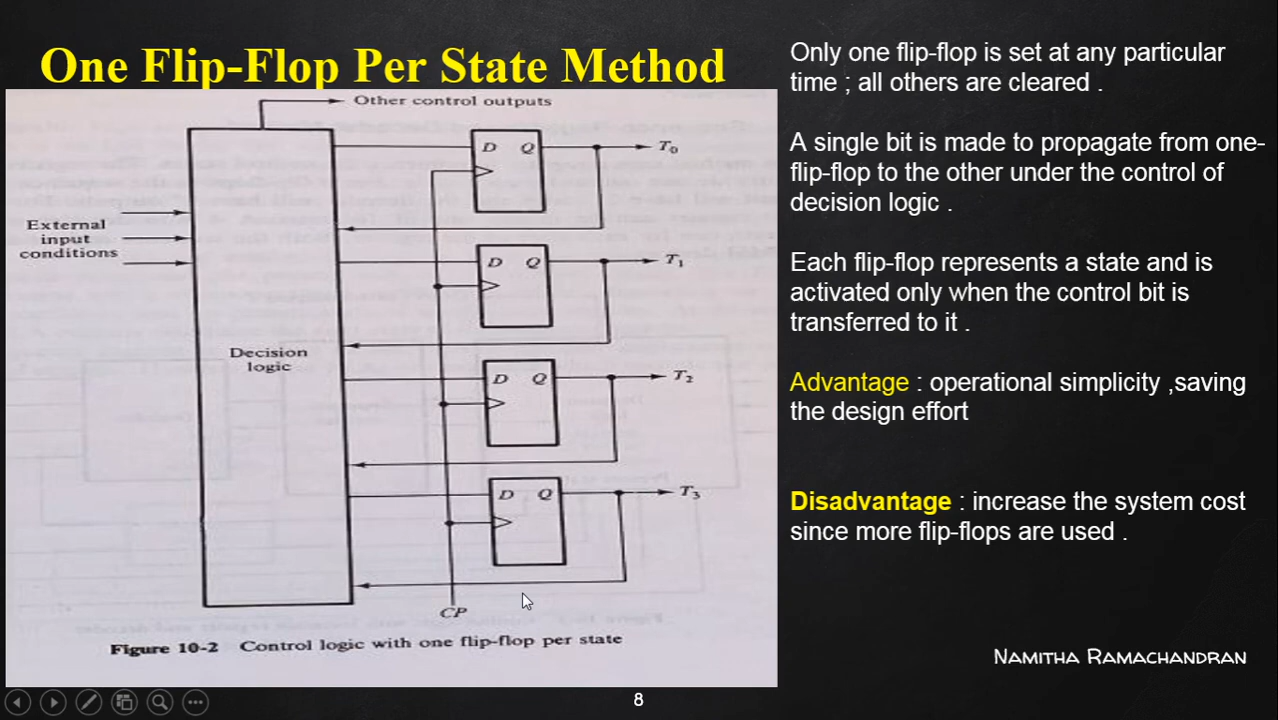 One Flip-Flop Per State Method
Other control outputs
D Q
T0
External
input
conditions
D Q
T1
Decision
logic
D Q
T2
D Q
T3
CP
Figure 10-2 Control logic with one flip-flop per state
Only one flip-flop is set at any particular
time ; all others are cleared .
A single bit is made to propagate from one-
flip-flop to the other under the control of
decision logic .
Each flip-flop represents a state and is
activated only when the control bit is
transferred to it .
Advantage : operational simplicity ,saving
the design effort
Disadvantage : increase the system cost
since more flip-flops are used .
Namitha Ramachandran
8